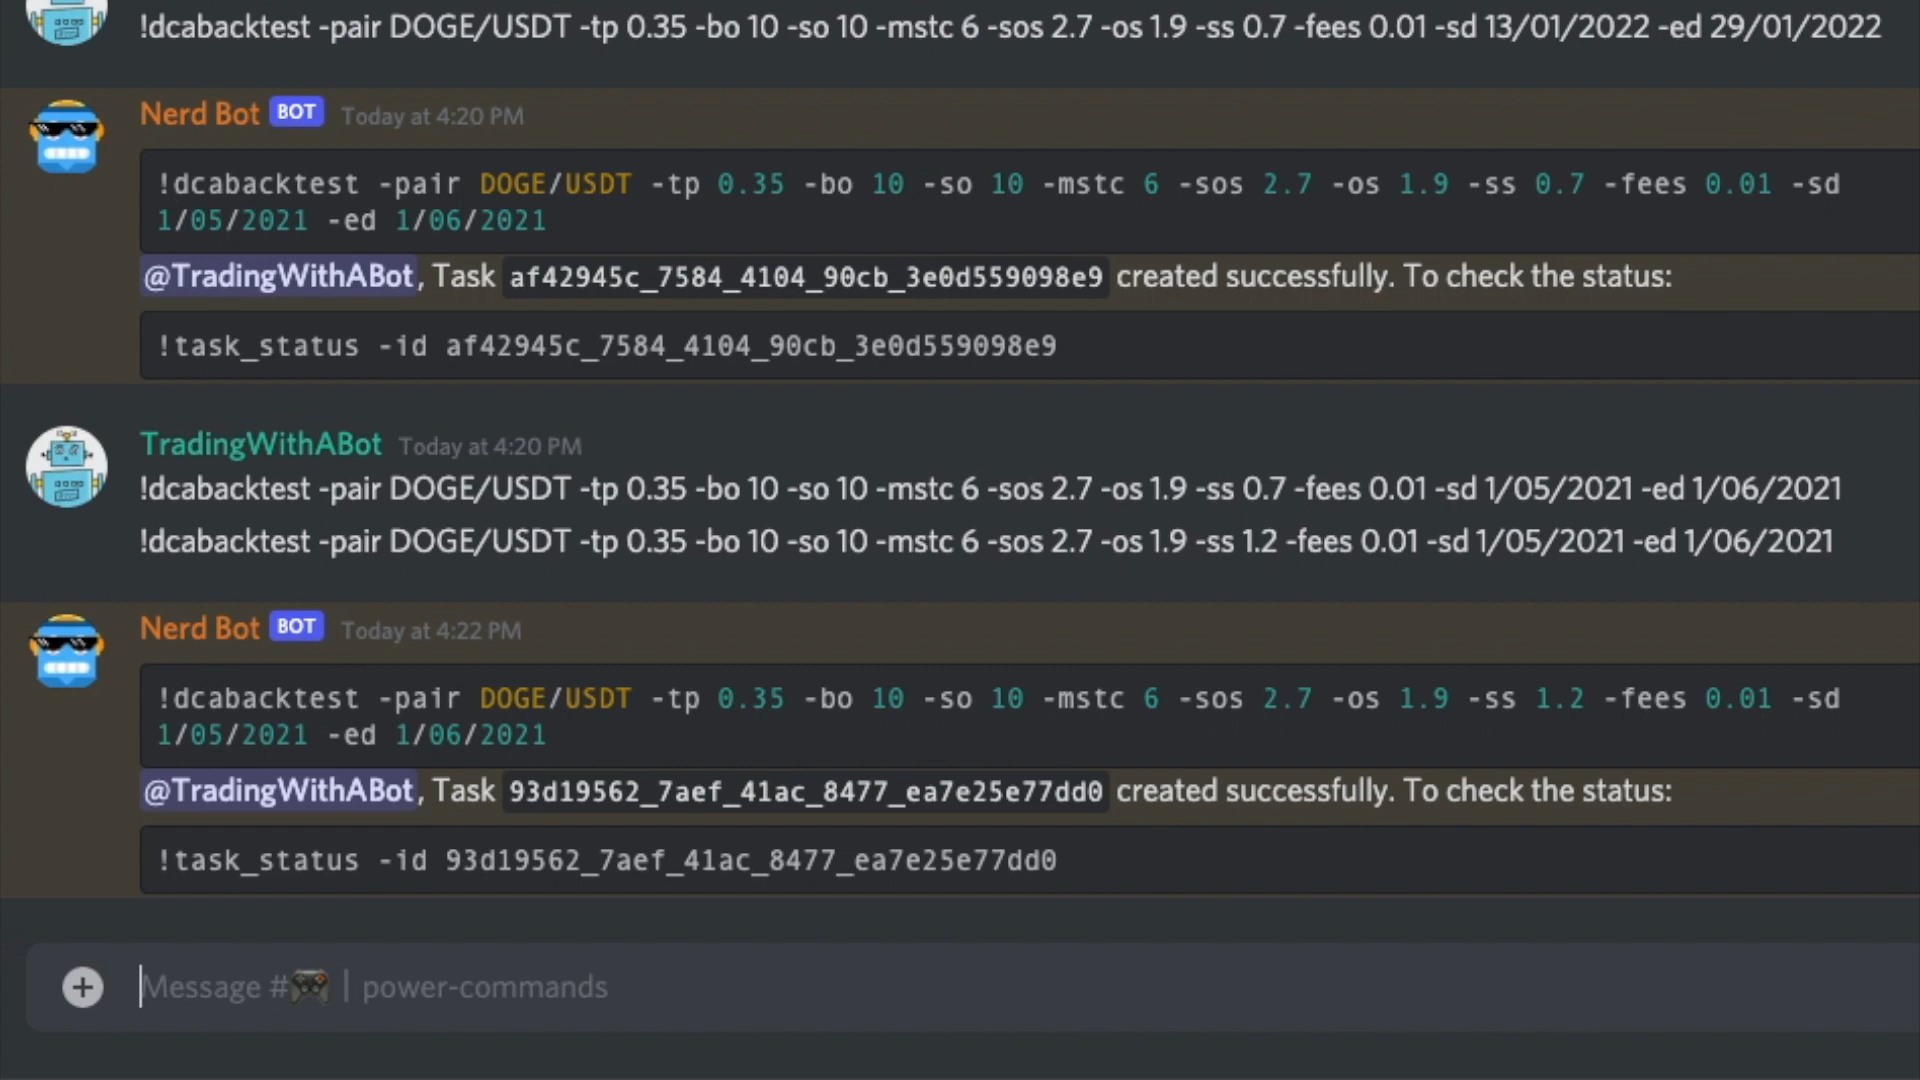 !dcabacktest -pair DOGE/USDT -tp 0.35 -bo 10 -so 10 -mstc 6 -sos 2.7 -os 1.9 -ss 0.7 -fees 0.01 -sd 13/01/2022 -ed 29/01/2022
Nerd Bot BOT Today at 4:20 PM
!dcabacktest -pair DOGE/USDT -tp 0.35 -bo 10 -so 10 -mstc 6 -sos 2.7 -os 1.9 -ss 0.7 -fees 0.01 -sd
1/05/2021 -ed 1/06/2021
@TradingWithABot, Task af42945c_7584_4104_90cb_3e0d559098e9 created successfully. To check the status:
!task_status -id af42945c_7584_4104_90cb_3e0d559098e9
TradingWithABot Today at 4:20 PM
!dcabacktest -pair DOGE/USDT -tp 0.35 -bo 10 -so 10 -mstc 6 -sos 2.7 -os 1.9 -ss 0.7 -fees 0.01 -sd 1/05/2021 -ed 1/06/2021
!dcabacktest -pair DOGE/USDT -tp 0.35 -bo 10 -so 10 -mstc 6 -sos 2.7 -os 1.9 -ss 1.2 -fees 0.01 -sd 1/05/2021 -ed 1/06/2021
Nerd Bot BOT Today at 4:22 PM
!dcabacktest -pair DOGE/USDT -tp 0.35 -bo 10 -so 10 -mstc 6 -sos 2.7 -os 1.9 -ss 1.2 -fees 0.01 -sd
1/05/2021 -ed 1/06/2021
@TradingWithABot, Task 93d19562_7aef_41ac_8477_ea7e25e77dd0 created successfully. To check the status:
!task_status -id 93d19562_7aef_41ac_8477_ea7e25e77dd0
Message #🎮 | power-commands